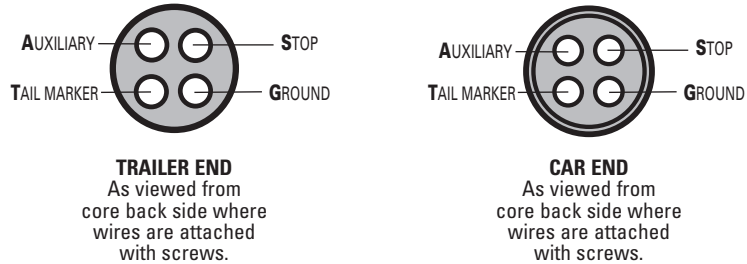 AUXILIARY
STOP
TAIL MARKER
GROUND
TRAILER END
As viewed from
core back side where
wires are attached
with screws.
AUXILIARY
STOP
TAIL MARKER
GROUND
CAR END
As viewed from
core back side where
wires are attached
with screws.